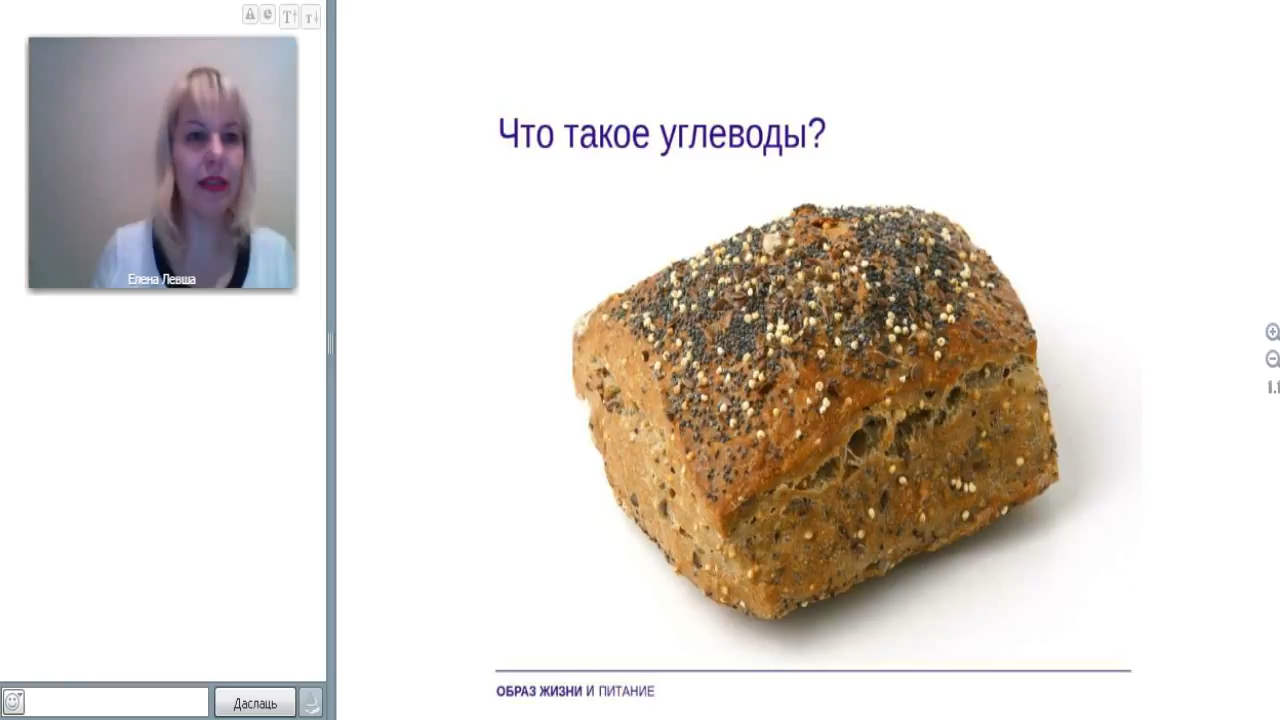 Елена Левша
Даслаць
Что такое углеводы?
ОБРАЗ ЖИЗНИ И ПИТАНИЕ